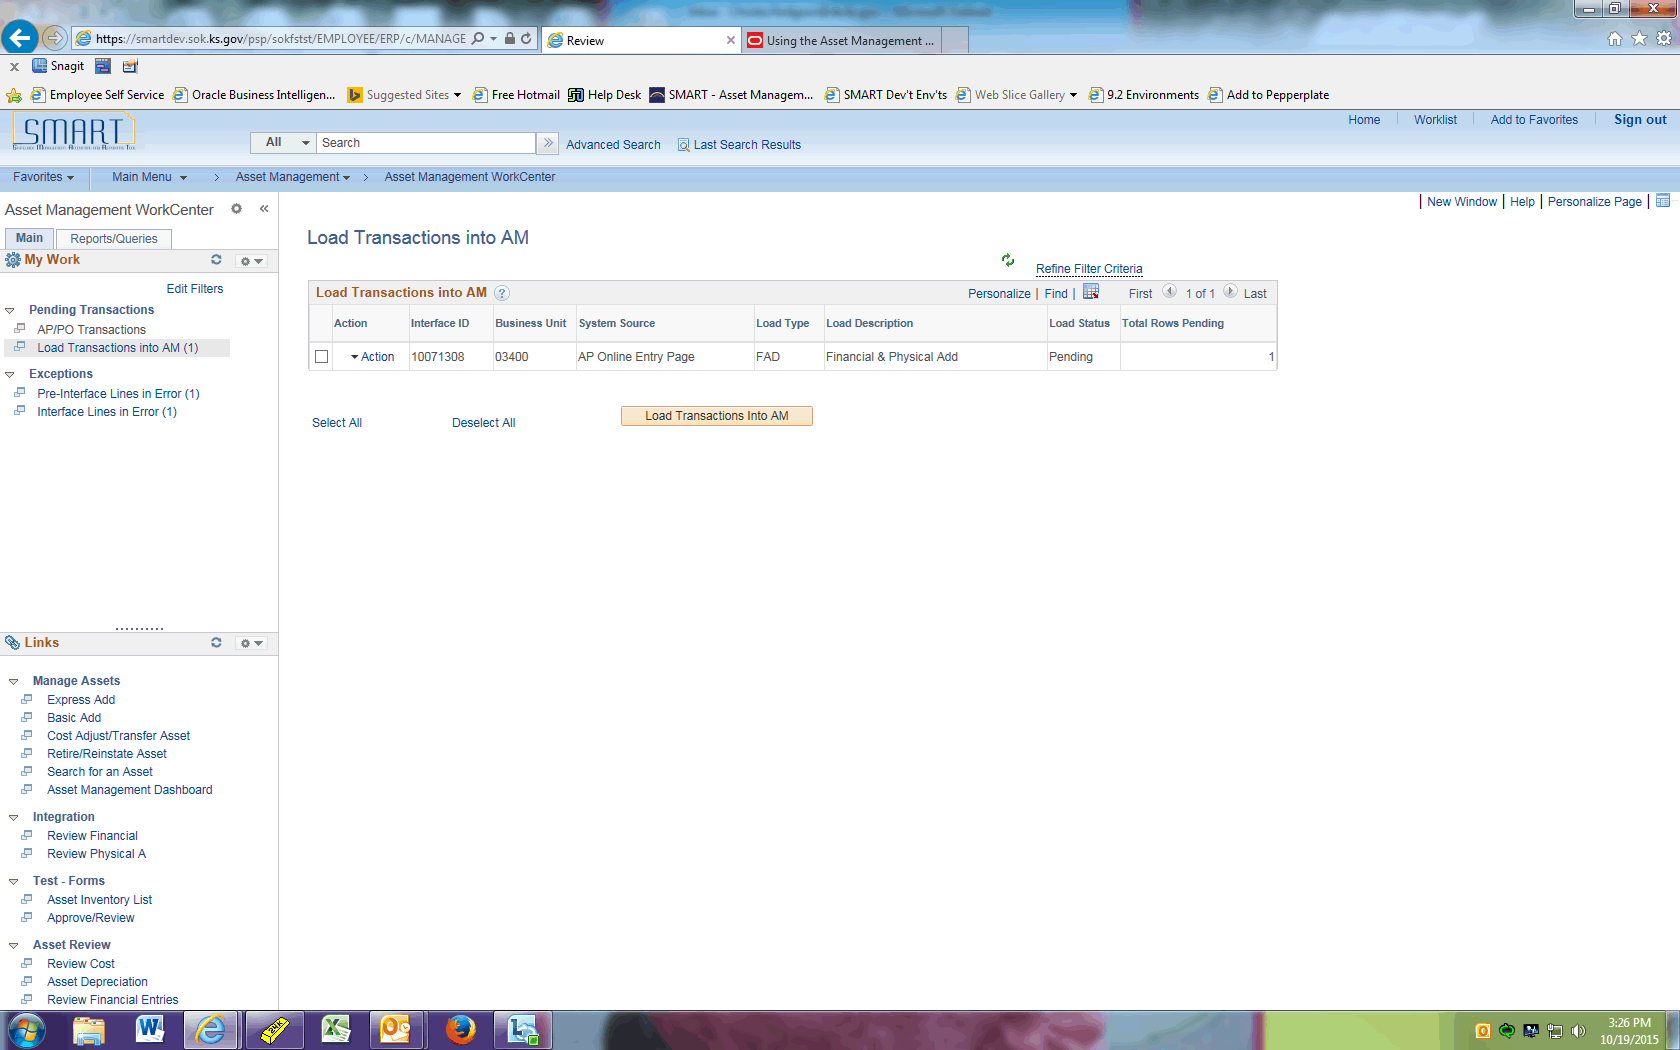 https://smartdev.sok.ks.gov/psp/sokfstst/EMPLOYEE/ERP/c/MANAGE
Review
Using the Asset Management ...
Snagit
Employee Self Service
Oracle Business Intelligen...
Suggested Sites
Free Hotmail
Help Desk
SMART - Asset Managem...
SMART Dev't Env'ts
Web Slice Gallery
9.2 Environments
Add to Pepperplate
SMART
Home
Worklist
Add to Favorites
Sign out
All
Search
Advanced Search
Last Search Results
Favorites
Main Menu
Asset Management
Asset Management WorkCenter
New Window
Help
Personalize Page
Asset Management WorkCenter
Main
Reports/Queries
My Work
Edit Filters
Pending Transactions
AP/PO Transactions
Load Transactions into AM (1)
Exceptions
Pre-Interface Lines in Error (1)
Interface Lines in Error (1)
Links
Manage Assets
Express Add
Basic Add
Cost Adjust/Transfer Asset
Retire/Reinstate Asset
Search for an Asset
Asset Management Dashboard
Integration
Review Financial
Review Physical A
Test - Forms
Asset Inventory List
Approve/Review
Asset Review
Review Cost
Asset Depreciation
Review Financial Entries
Load Transactions into AM
Refine Filter Criteria
Load Transactions into AM
Personalize | Find |
First 1 of 1 Last
Action Interface ID Business Unit System Source Load Type Load Description Load Status Total Rows Pending
Action 10071308 03400 AP Online Entry Page FAD Financial & Physical Add Pending 1
Select All
Deselect All
Load Transactions Into AM
3:26 PM
10/19/2015